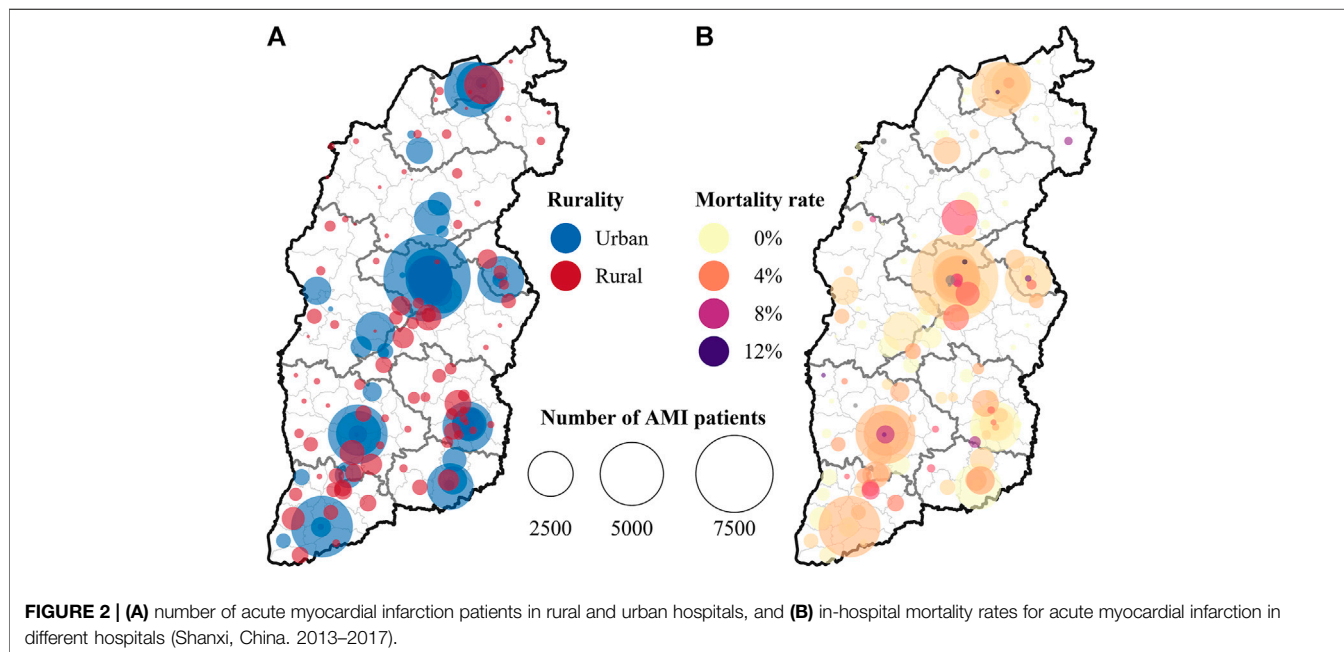 A
B
Rurality
Urban
Rural
Mortality rate
0%
4%
8%
12%
Number of AMI patients
2500
5000
7500
FIGURE 2 | (A) number of acute myocardial infarction patients in rural and urban hospitals, and (B) in-hospital mortality rates for acute myocardial infarction in
different hospitals (Shanxi, China. 2013–2017).